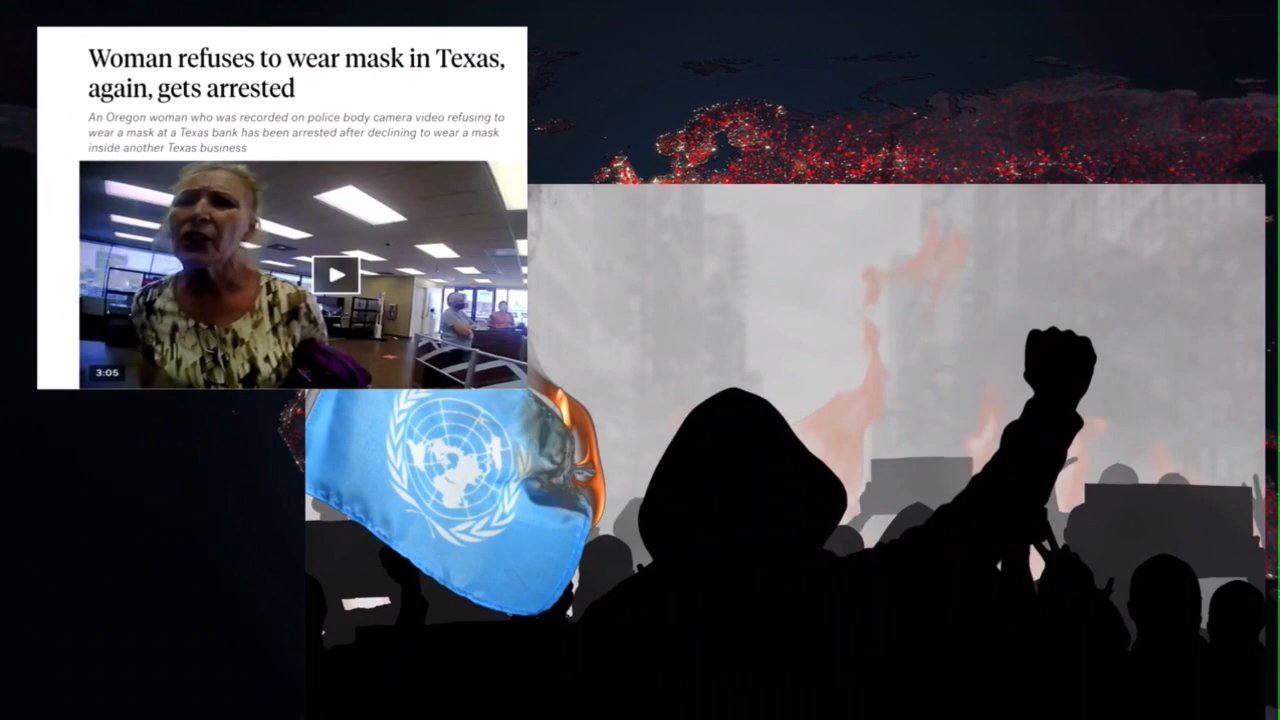 Woman refuses to wear mask in Texas,
again, gets arrested
An Oregon woman who was recorded on police body camera video refusing to
wear a mask at a Texas bank has been arrested after declining to wear a mask
inside another Texas business
3:05